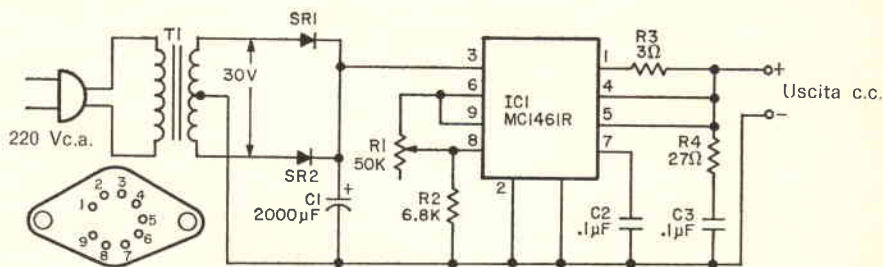 T1
220 Vc.a.
30V
SR1
SR2
C1
2000µF
+
R1
50K
R2
6.8K
3
6
9
8
2
IC1
MC1461R
1
4
5
7
R3
3Ω
R4
27Ω
C2
.1µF
C3
.1µF
+
Uscita c.c.
−
1
2
3
4
5
6
7
8
9